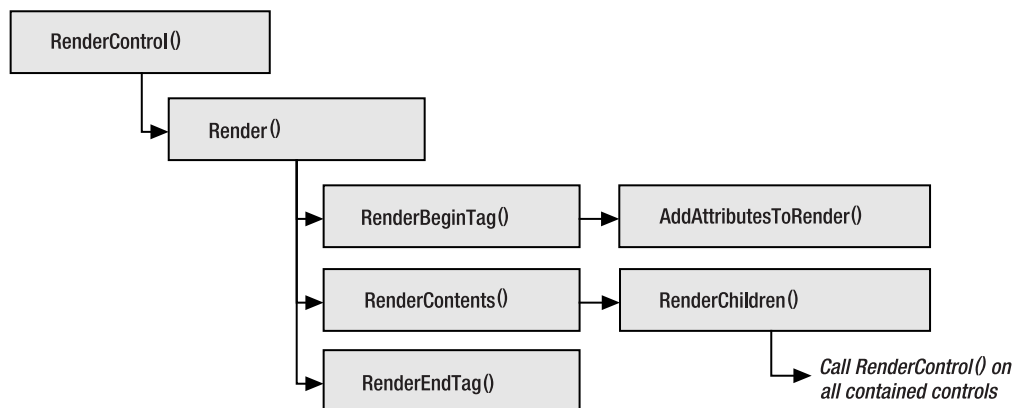 RenderControl()
Render()
RenderBeginTag()
AddAttributesToRender()
RenderContents()
RenderChildren()
Call RenderControl() on
all contained controls
RenderEndTag()